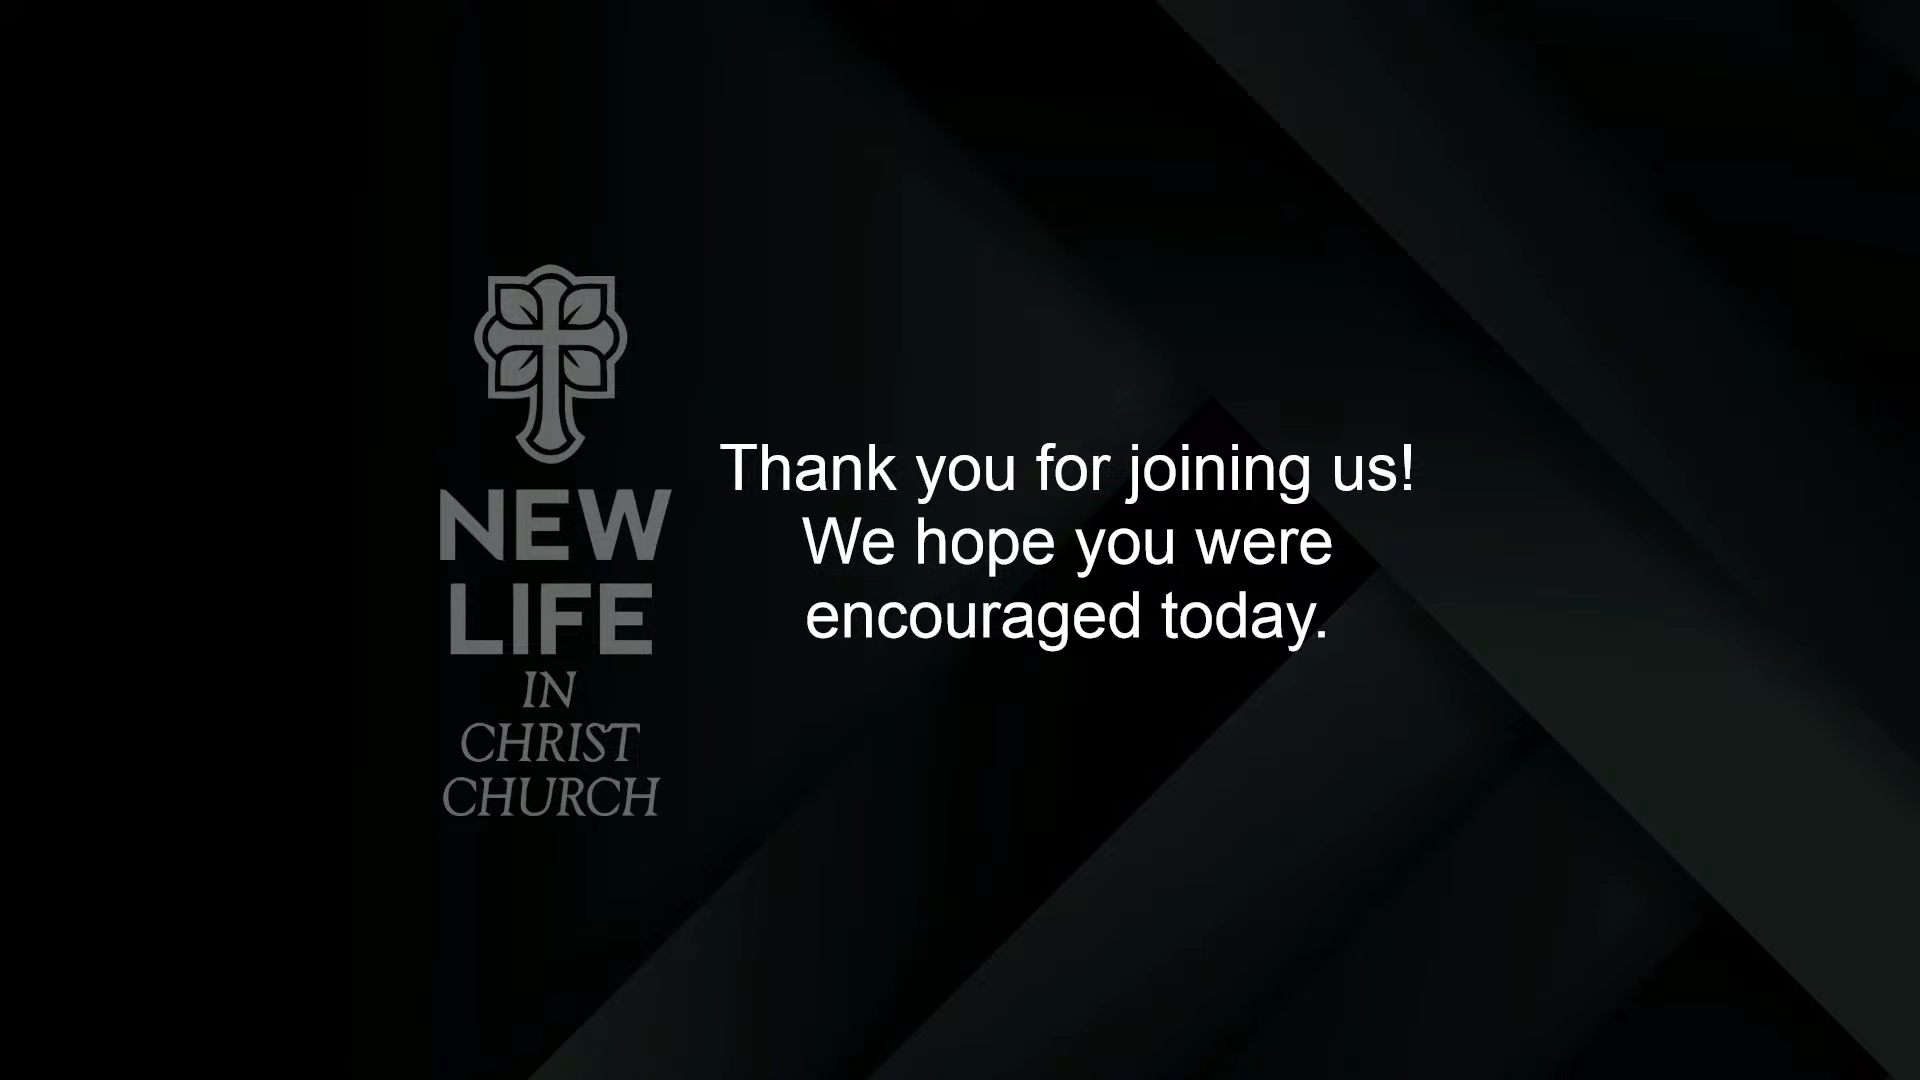 NEW
LIFE
IN
CHRIST
CHURCH
Thank you for joining us!
We hope you were
encouraged today.